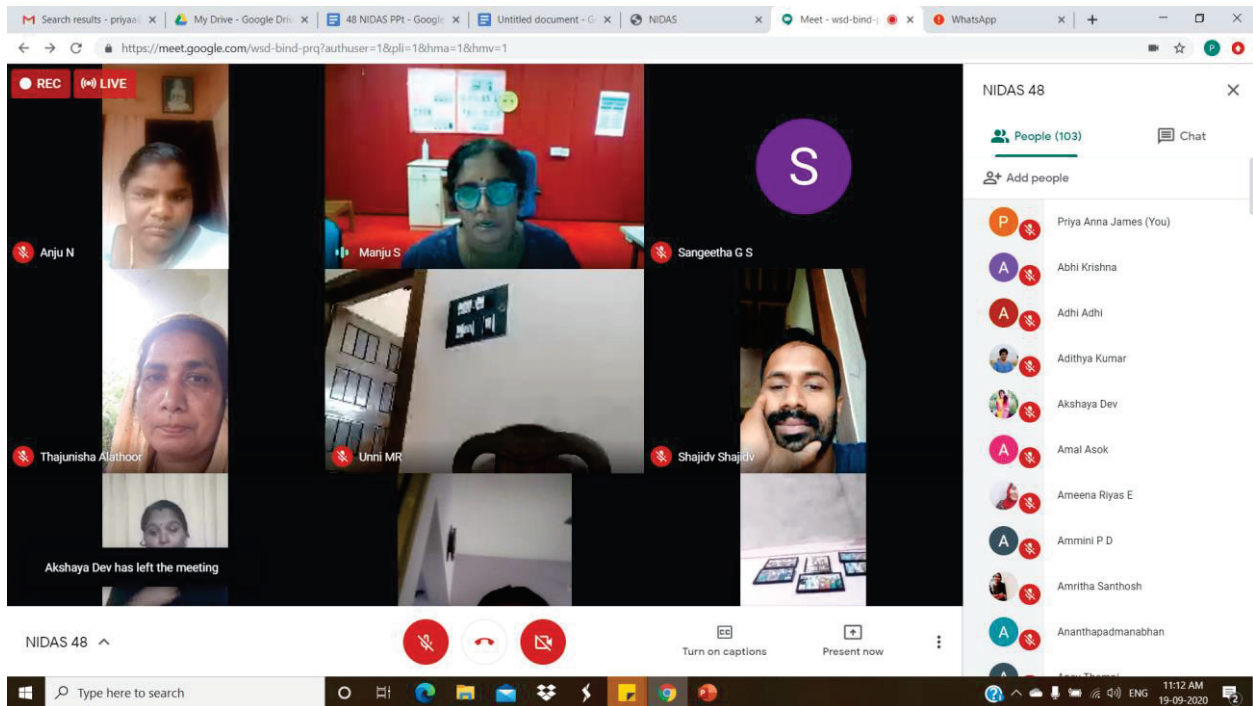 Search results - priyaa
My Drive - Google Dri
48 NIDAS PPt - Google
Untitled document - G
NIDAS
Meet - wsd-bind-p
WhatsApp
https://meet.google.com/wsd-bind-prq?authuser=1&pli=1&hma=1&hmv=1
REC
LIVE
Anju N
Manju S
S
Sangeetha G S
Thajunisha Alathoor
Unni MR
Shajidv Shajidv
Akshaya Dev has left the meeting
NIDAS 48
People (103)
Chat
Add people
P Priya Anna James (You)
A Abhi Krishna
A Adhi Adhi
Adithya Kumar
Akshaya Dev
A Amal Asok
Ameena Riyas E
A Ammini P D
Amritha Santhosh
A Ananthapadmanabhan
NIDAS 48
CC
Turn on captions
Present now
Type here to search
ENG
11:12 AM
19-09-2020
2